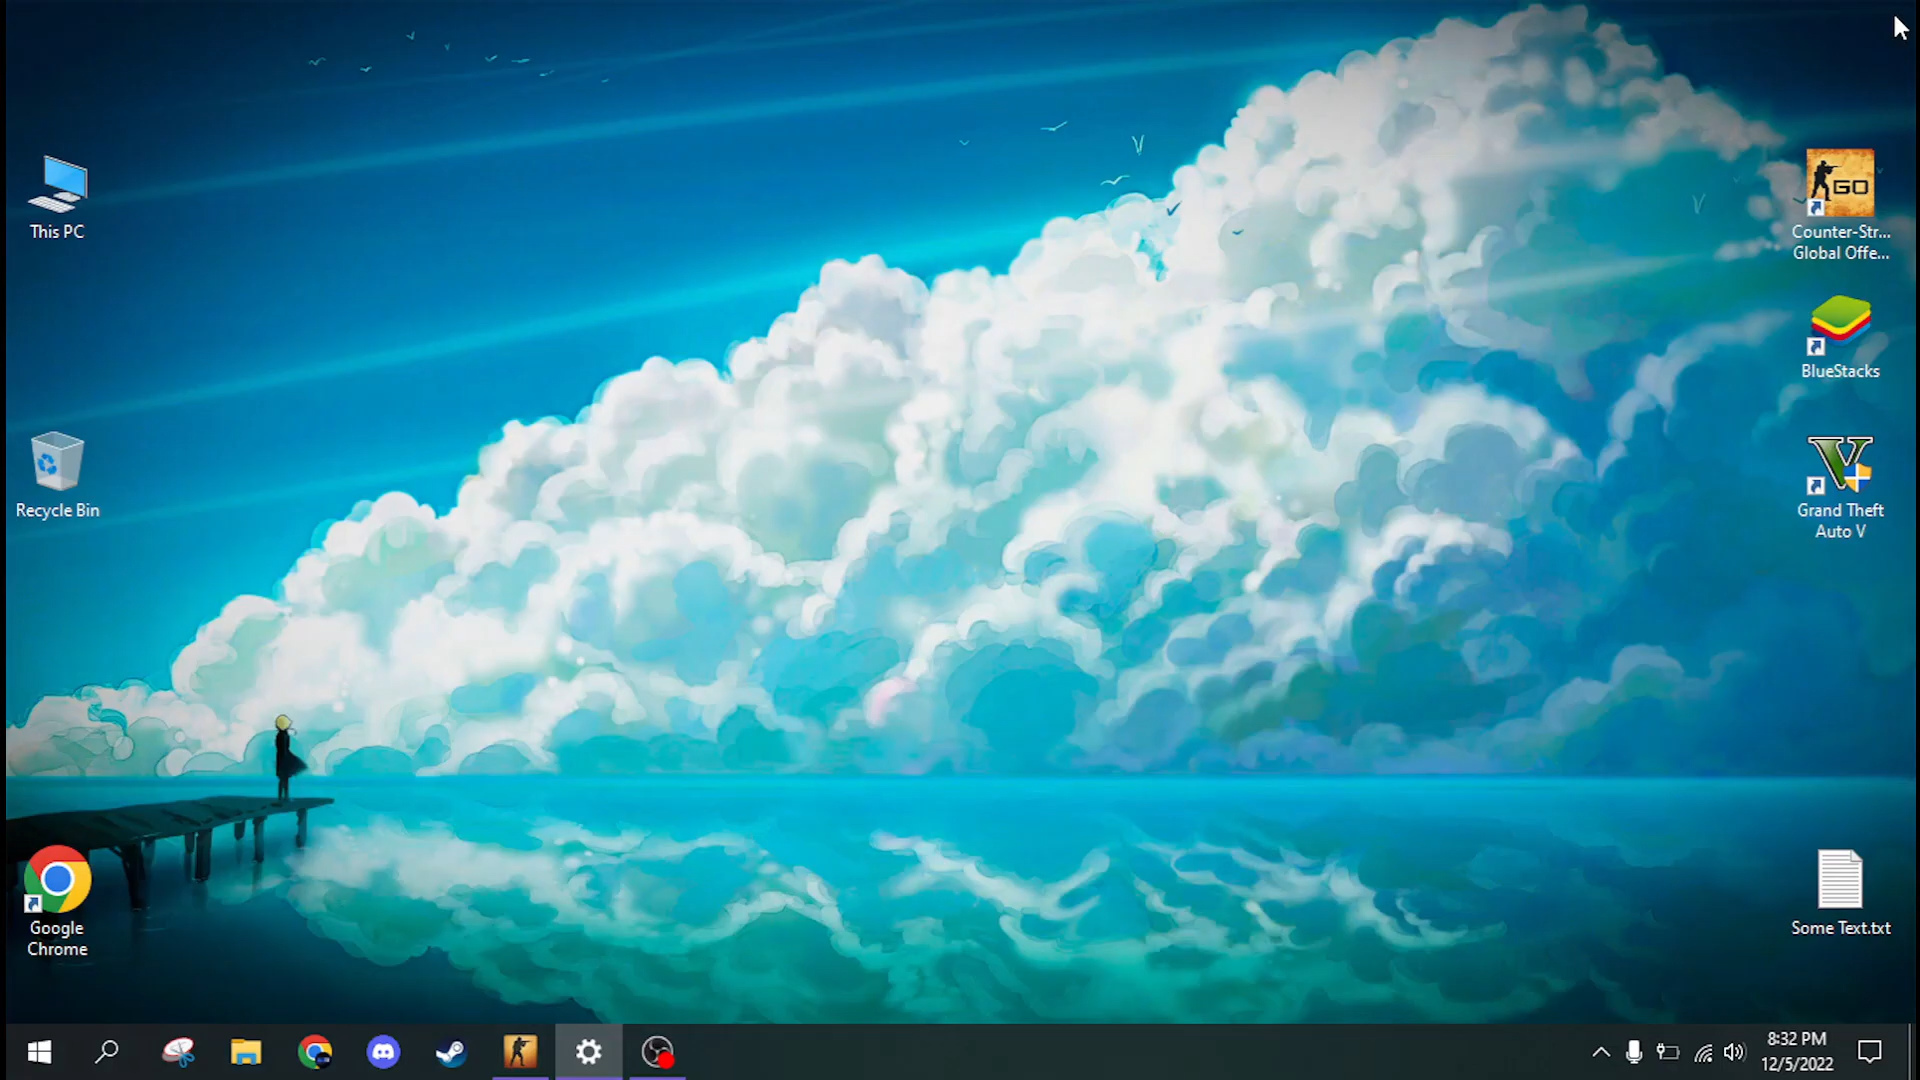 This PC
GO
Counter-Str...
Global Offe...
BlueStacks
V
Grand Theft
Auto V
Recycle Bin
Google
Chrome
Some Text.txt
8:32 PM
12/5/2022